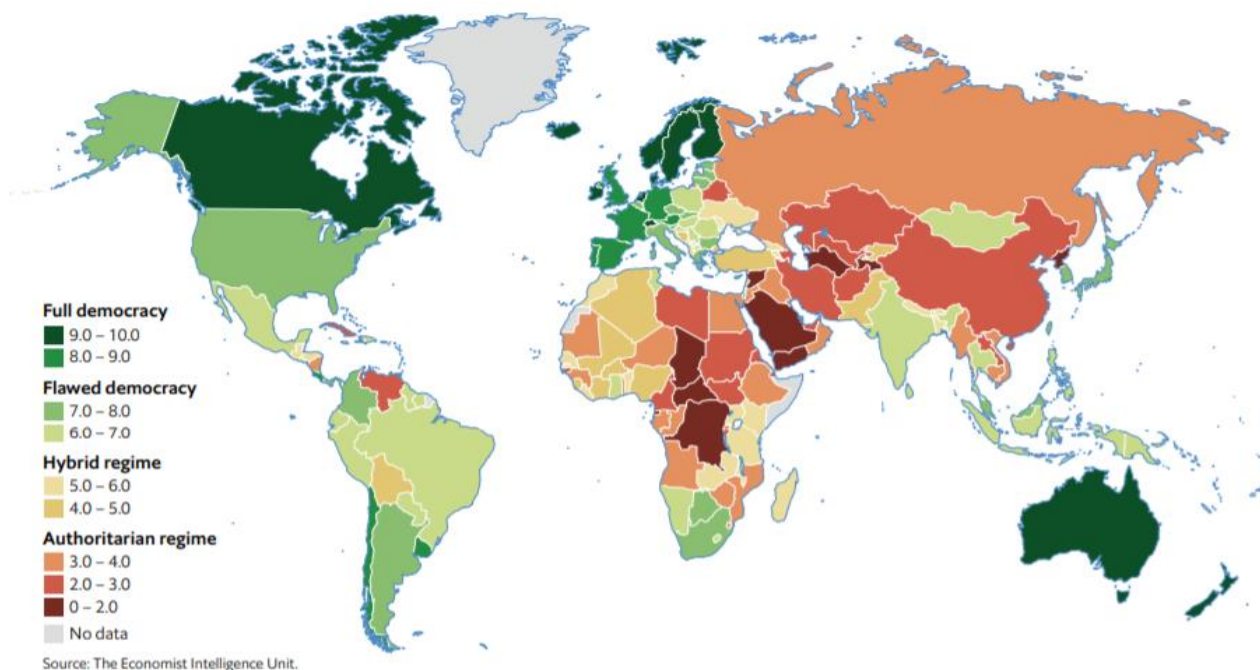 Full democracy
9.0 – 10.0
8.0 – 9.0
Flawed democracy
7.0 – 8.0
6.0 – 7.0
Hybrid regime
5.0 – 6.0
4.0 – 5.0
Authoritarian regime
3.0 – 4.0
2.0 – 3.0
0 – 2.0
No data
Source: The Economist Intelligence Unit.